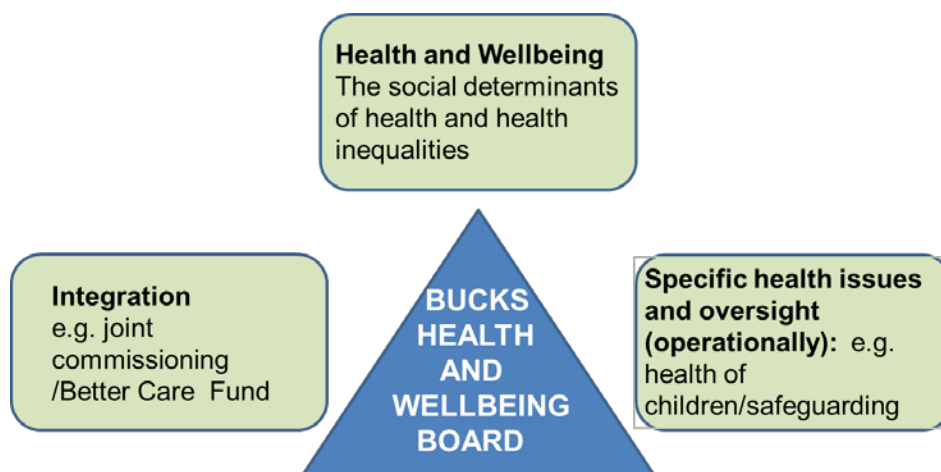 Health and Wellbeing
The social determinants
of health and health
inequalities
Integration
e.g. joint
commissioning
/Better Care Fund
BUCKS
HEALTH
AND
WELLBEING
BOARD
Specific health issues
and oversight
(operationally): e.g.
health of
children/safeguarding